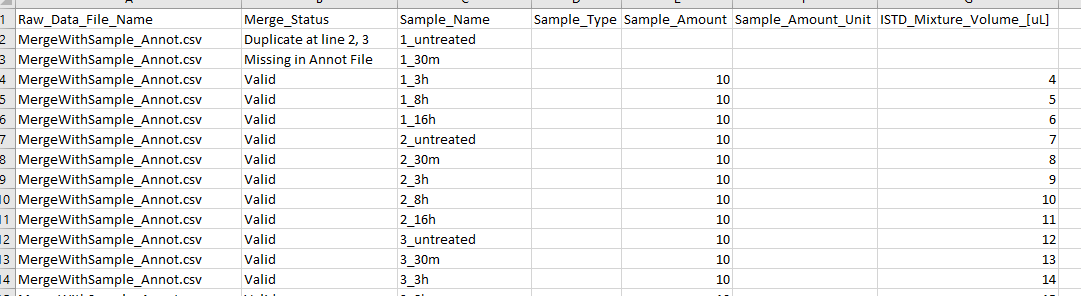 1 Raw_Data_File_Name Merge_Status Sample_Name Sample_Type Sample_Amount Sample_Amount_Unit ISTD_Mixture_Volume_[uL]
2 MergeWithSample_Annot.csv Duplicate at line 2, 3 1_untreated
3 MergeWithSample_Annot.csv Missing in Annot File 1_30m
4 MergeWithSample_Annot.csv Valid 1_3h 10 4
5 MergeWithSample_Annot.csv Valid 1_8h 10 5
6 MergeWithSample_Annot.csv Valid 1_16h 10 6
7 MergeWithSample_Annot.csv Valid 2_untreated 10 7
8 MergeWithSample_Annot.csv Valid 2_30m 10 8
9 MergeWithSample_Annot.csv Valid 2_3h 10 9
10 MergeWithSample_Annot.csv Valid 2_8h 10 10
11 MergeWithSample_Annot.csv Valid 2_16h 10 11
12 MergeWithSample_Annot.csv Valid 3_untreated 10 12
13 MergeWithSample_Annot.csv Valid 3_30m 10 13
14 MergeWithSample_Annot.csv Valid 3_3h 10 14